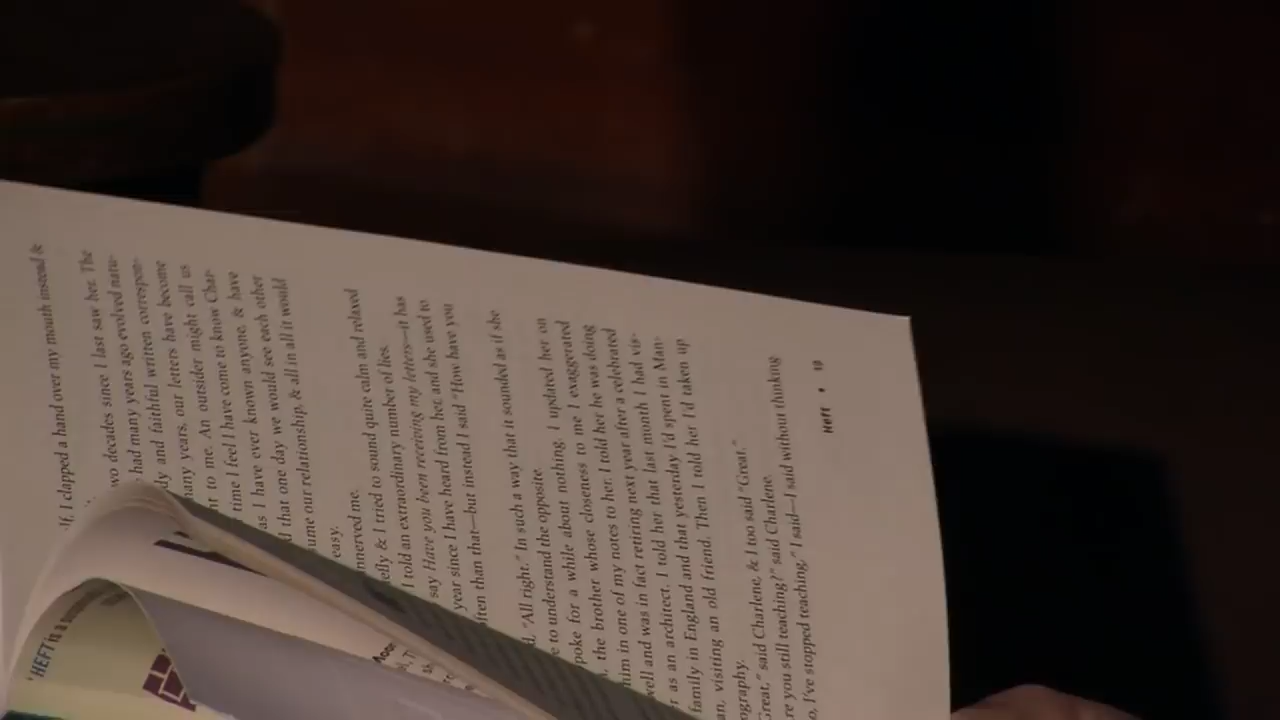 lf, I clapped a hand over my mouth instead &
wo decades since I last saw her. The
had many years ago evolved natu-
dy and faithful written correspon-
any years, our letters have become
nt to me. An outsider might call us
time I feel I have come to know Char-
as I have ever known anyone, & have
d that one day we would see each other
ume our relationship, & all in all it would
easy.
nnerved me.
elly & I tried to sound quite calm and relaxed
I told an extraordinary number of lies.
say Have you been receiving my letters—it has
year since I have heard from her, and she used to
ften than that—but instead I said "How have you
d. "All right." In such a way that it sounded as if she
e to understand the opposite.
poke for a while about nothing. I updated her on
, the brother whose closeness to me I exaggerated
him in one of my notes to her. I told her he was doing
well and was in fact retiring next year after a celebrated
r as an architect. I told her that last month I had vis-
family in England and that yesterday I'd spent in Man-
an, visiting an old friend. Then I told her I'd taken up
ography.
Great," said Charlene, & I too said "Great."
re you still teaching?" said Charlene.
o, I've stopped teaching," I said—I said without thinking
Heft • 19
"HEFT is a